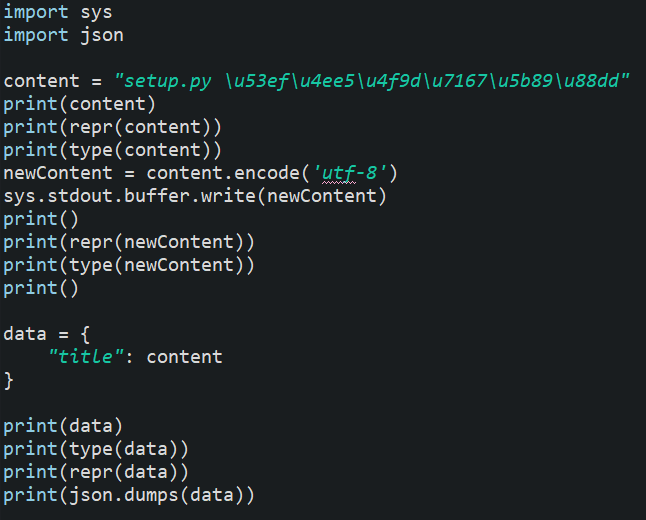 import sys
import json
content = "setup.py \u53ef\u4ee5\u4f9d\u7167\u5b89\u88dd"
print(content)
print(repr(content))
print(type(content))
newContent = content.encode('utf-8')
sys.stdout.buffer.write(newContent)
print()
print(repr(newContent))
print(type(newContent))
print()
data = {
    "title": content
}
print(data)
print(type(data))
print(repr(data))
print(json.dumps(data))